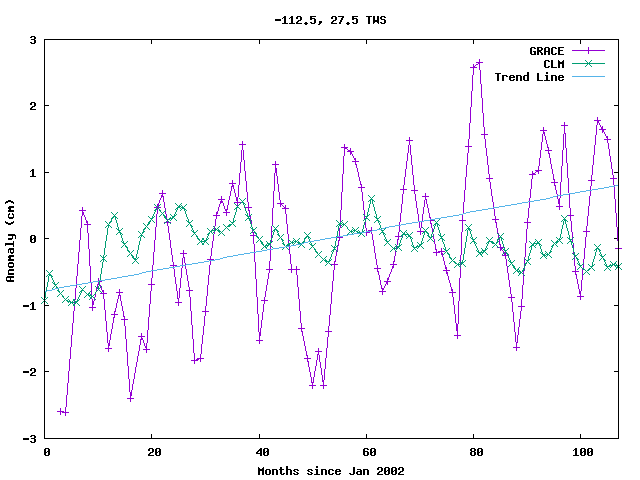 -112.5, 27.5 TWS
GRACE
CLM
Trend Line
3
2
1
0
-1
-2
-3
Anomaly (cm)
0 20 40 60 80 100
Months since Jan 2002